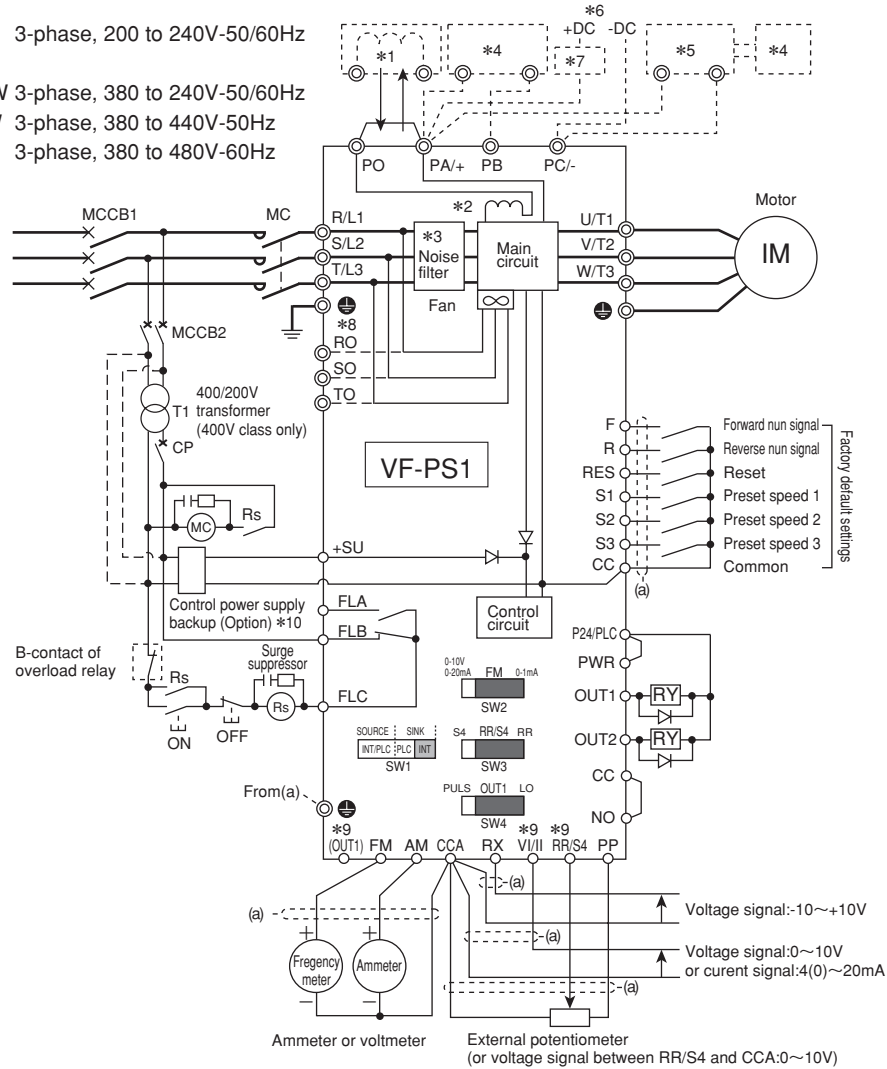 3-phase, 200 to 240V-50/60Hz
W 3-phase, 380 to 240V-50/60Hz
3-phase, 380 to 440V-50Hz
3-phase, 380 to 480V-60Hz
*1
*4
*6
+DC -DC
*7
*5
*4
PO
PA/+
PB
PC/-
MCCB1
MC
R/L1
S/L2
T/L3
*2
*3
Noise
filter
Main
circuit
Fan
U/T1
V/T2
W/T3
Motor
IM
*8
RO
SO
TO
MCCB2
T1
400/200V
transformer
(400V class only)
CP
VF-PS1
MC
Rs
+SU
Control power supply
backup (Option) *10
FLA
FLB
FLC
Control
circuit
F
R
RES
S1
S2
S3
CC
Forward nun signal
Reverse nun signal
Reset
Preset speed 1
Preset speed 2
Preset speed 3
Common
Factory default settings
(a)
B-contact of
overload relay
Rs
ON
OFF
Surge
suppressor
Rs
0-10V
0-20mA
FM
0-1mA
SW2
SOURCE
SINK
INT/PLC
PLC
INT
SW1
S4
RR/S4
RR
SW3
PULS
OUT1
LO
SW4
P24/PLC
PWR
OUT1
RY
OUT2
RY
CC
NO
From(a)
*9
(OUT1)
FM
AM
CCA
RX
*9
VI/II
*9
RR/S4
PP
(a)
(a)
(a)
(a)
+
+
Fregency
meter
Ammeter
−
−
Voltage signal:-10～+10V
Voltage signal:0～10V
or curent signal:4(0)～20mA
Ammeter or voltmeter
External potentiometer
(or voltage signal between RR/S4 and CCA:0～10V)